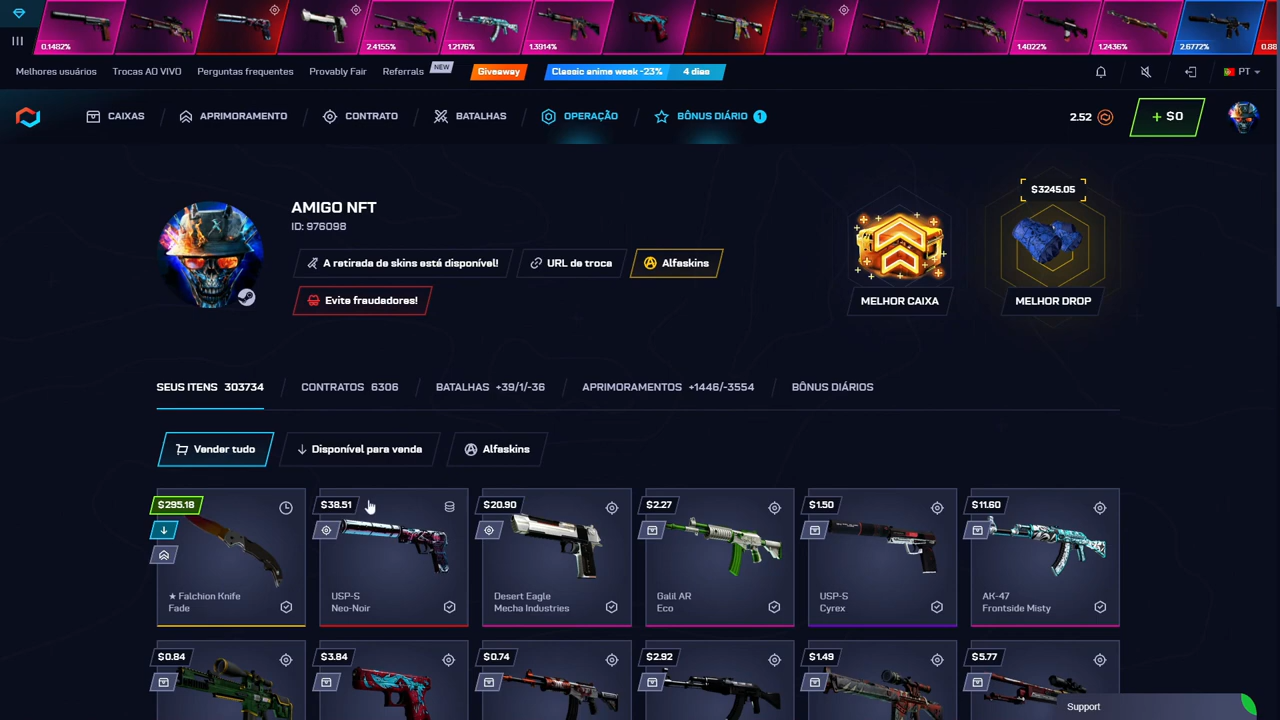 0.1482%
2.4155%
1.2176%
1.3914%
1.4022%
1.2436%
2.6772%
0.88
Melhores usuários
Trocas AO VIVO
Perguntas frequentes
Provably Fair
Referrals
NEW
Giveaway
Classic anime week -23%
4 dias
PT
CAIXAS
APRIMORAMENTO
CONTRATO
BATALHAS
OPERAÇÃO
BÔNUS DIÁRIO 1
2.52
+ $0
AMIGO NFT
ID: 976098
A retirada de skins está disponível!
URL de troca
Alfaskins
Evite fraudadores!
MELHOR CAIXA
$3245.05
MELHOR DROP
SEUS ITENS 303734
CONTRATOS 6306
BATALHAS +39/1/-36
APRIMORAMENTOS +1446/-3554
BÔNUS DIÁRIOS
Vender tudo
Disponível para venda
Alfaskins
$295.18
★ Falchion Knife
Fade
$38.51
USP-S
Neo-Noir
$20.90
Desert Eagle
Mecha Industries
$2.27
Galil AR
Eco
$1.50
USP-S
Cyrex
$11.60
AK-47
Frontside Misty
$0.84
$3.84
$0.74
$2.92
$1.49
$5.77
Support